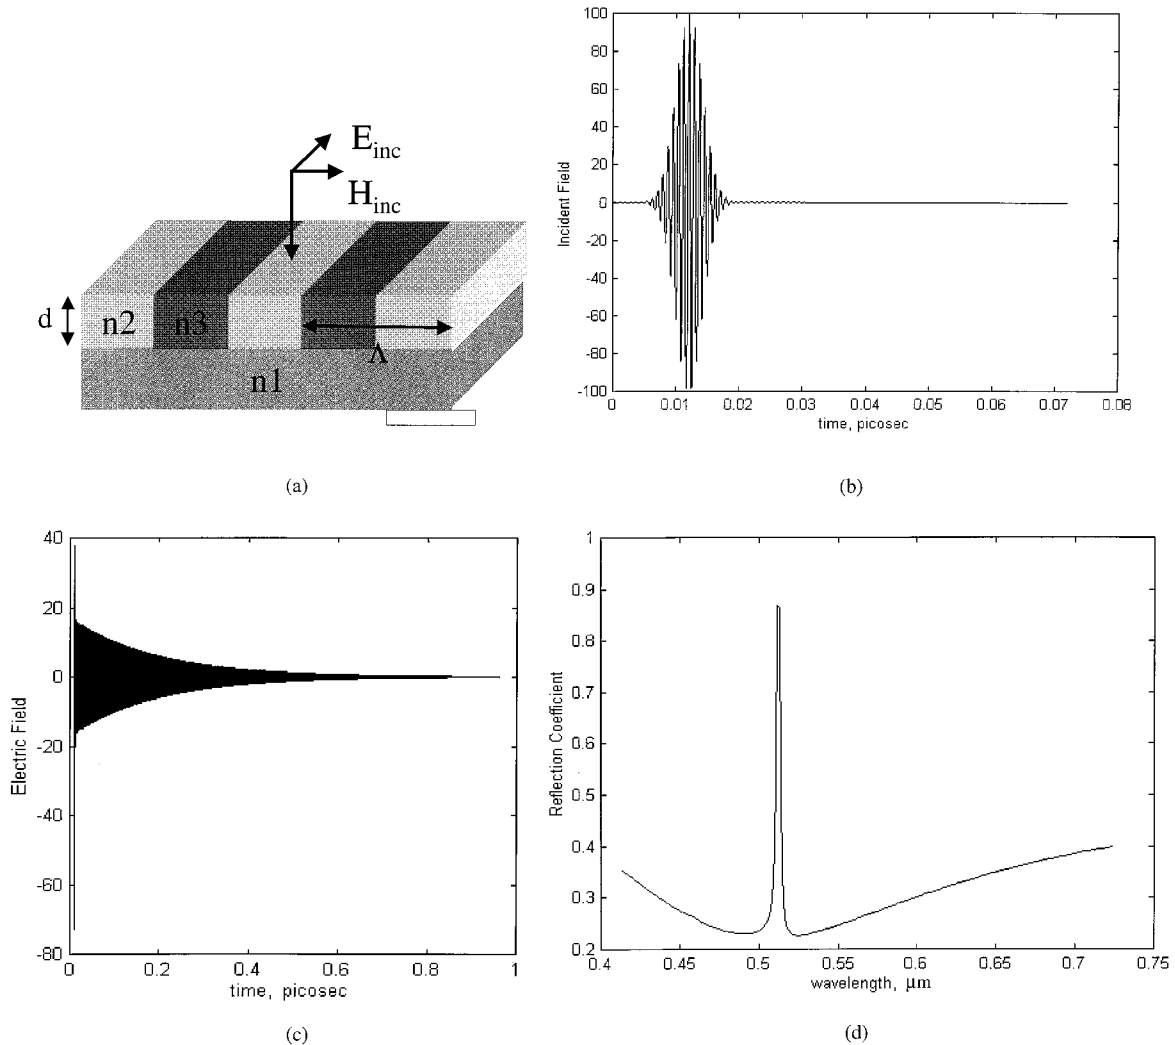 E_inc
H_inc
d
n2
n3
Λ
n1
(a)
100
80
60
40
20
0
-20
-40
-60
-80
-100
Incident Field
0
0.01
0.02
0.03
0.04
0.05
0.06
0.07
0.08
time, picosec
(b)
40
20
0
-20
-40
-60
-80
Electric Field
0
0.2
0.4
0.6
0.8
1
time, picosec
(c)
1
0.9
0.8
0.7
0.6
0.5
0.4
0.3
0.2
Reflection Coefficient
0.4
0.45
0.5
0.55
0.6
0.65
0.7
0.75
wavelength, μm
(d)